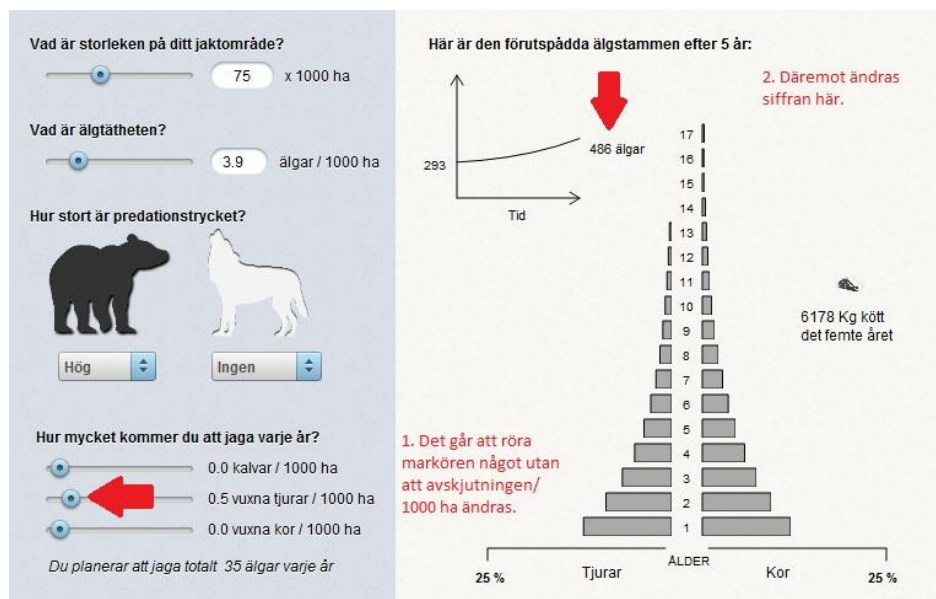 Vad är storleken på ditt jaktområde?
75 x 1000 ha
Vad är älgtätheten?
3.9 älgar / 1000 ha
Hur stort är predationstrycket?
Hög
Ingen
Hur mycket kommer du att jaga varje år?
0.0 kalvar / 1000 ha
0.5 vuxna tjurar / 1000 ha
0.0 vuxna kor / 1000 ha
Du planerar att jaga totalt 35 älgar varje år
Här är den förutspådda älgstammen efter 5 år:
293
486 älgar
Tid
2. Däremot ändras
siffran här.
1. Det går att röra
markören något utan
att avskjutningen/
1000 ha ändras.
17
16
15
14
13
12
11
10
9
8
7
6
5
4
3
2
1
6178 Kg kött
det femte året
25 %
Tjurar
ÅLDER
Kor
25 %